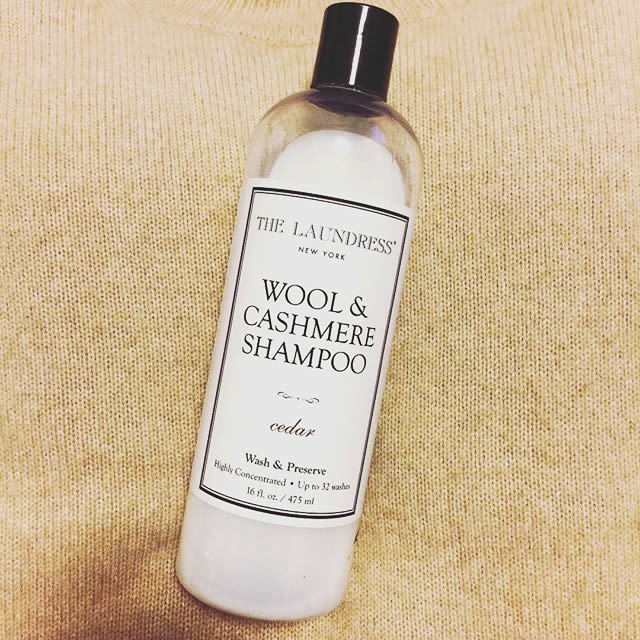 THE LAUNDRESS®
NEW YORK
WOOL &
CASHMERE
SHAMPOO
cedar
Wash & Preserve
Highly Concentrated • Up to 32 washes
16 fl. oz. / 475 ml